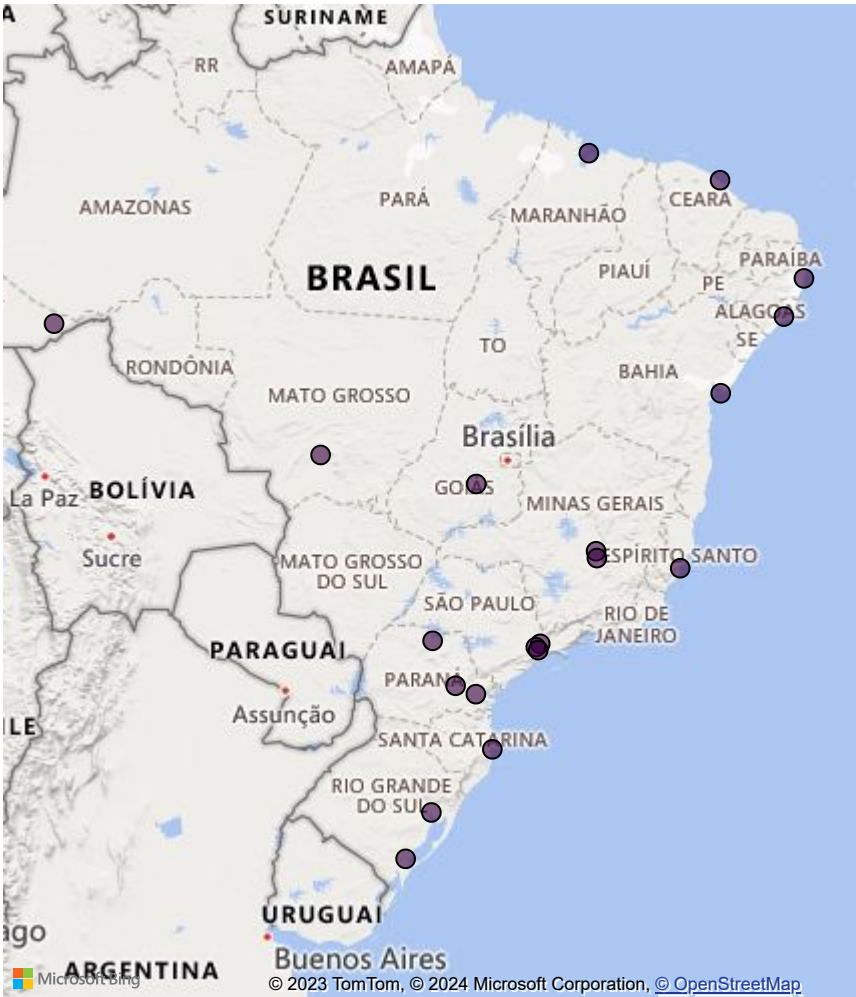 A
SURINAME
RR
AMAPÁ
AMAZONAS
PARÁ
MARANHÃO
CEARA
BRASIL
PIAUÍ
PARAÍBA
PE
ALAGOAS
SE
TO
RONDÔNIA
MATO GROSSO
BAHIA
Brasília
La Paz
BOLÍVIA
GOIÁS
MINAS GERAIS
Sucre
MATO GROSSO
DO SUL
ESPÍRITO SANTO
SÃO PAULO
RIO DE
JANEIRO
PARAGUAI
PARANÁ
Assunção
ILE
SANTA CATARINA
RIO GRANDE
DO SUL
URUGUAI
ago
Buenos Aires
ARGENTINA
Microsoft Bing
© 2023 TomTom, © 2024 Microsoft Corporation, © OpenStreetMap